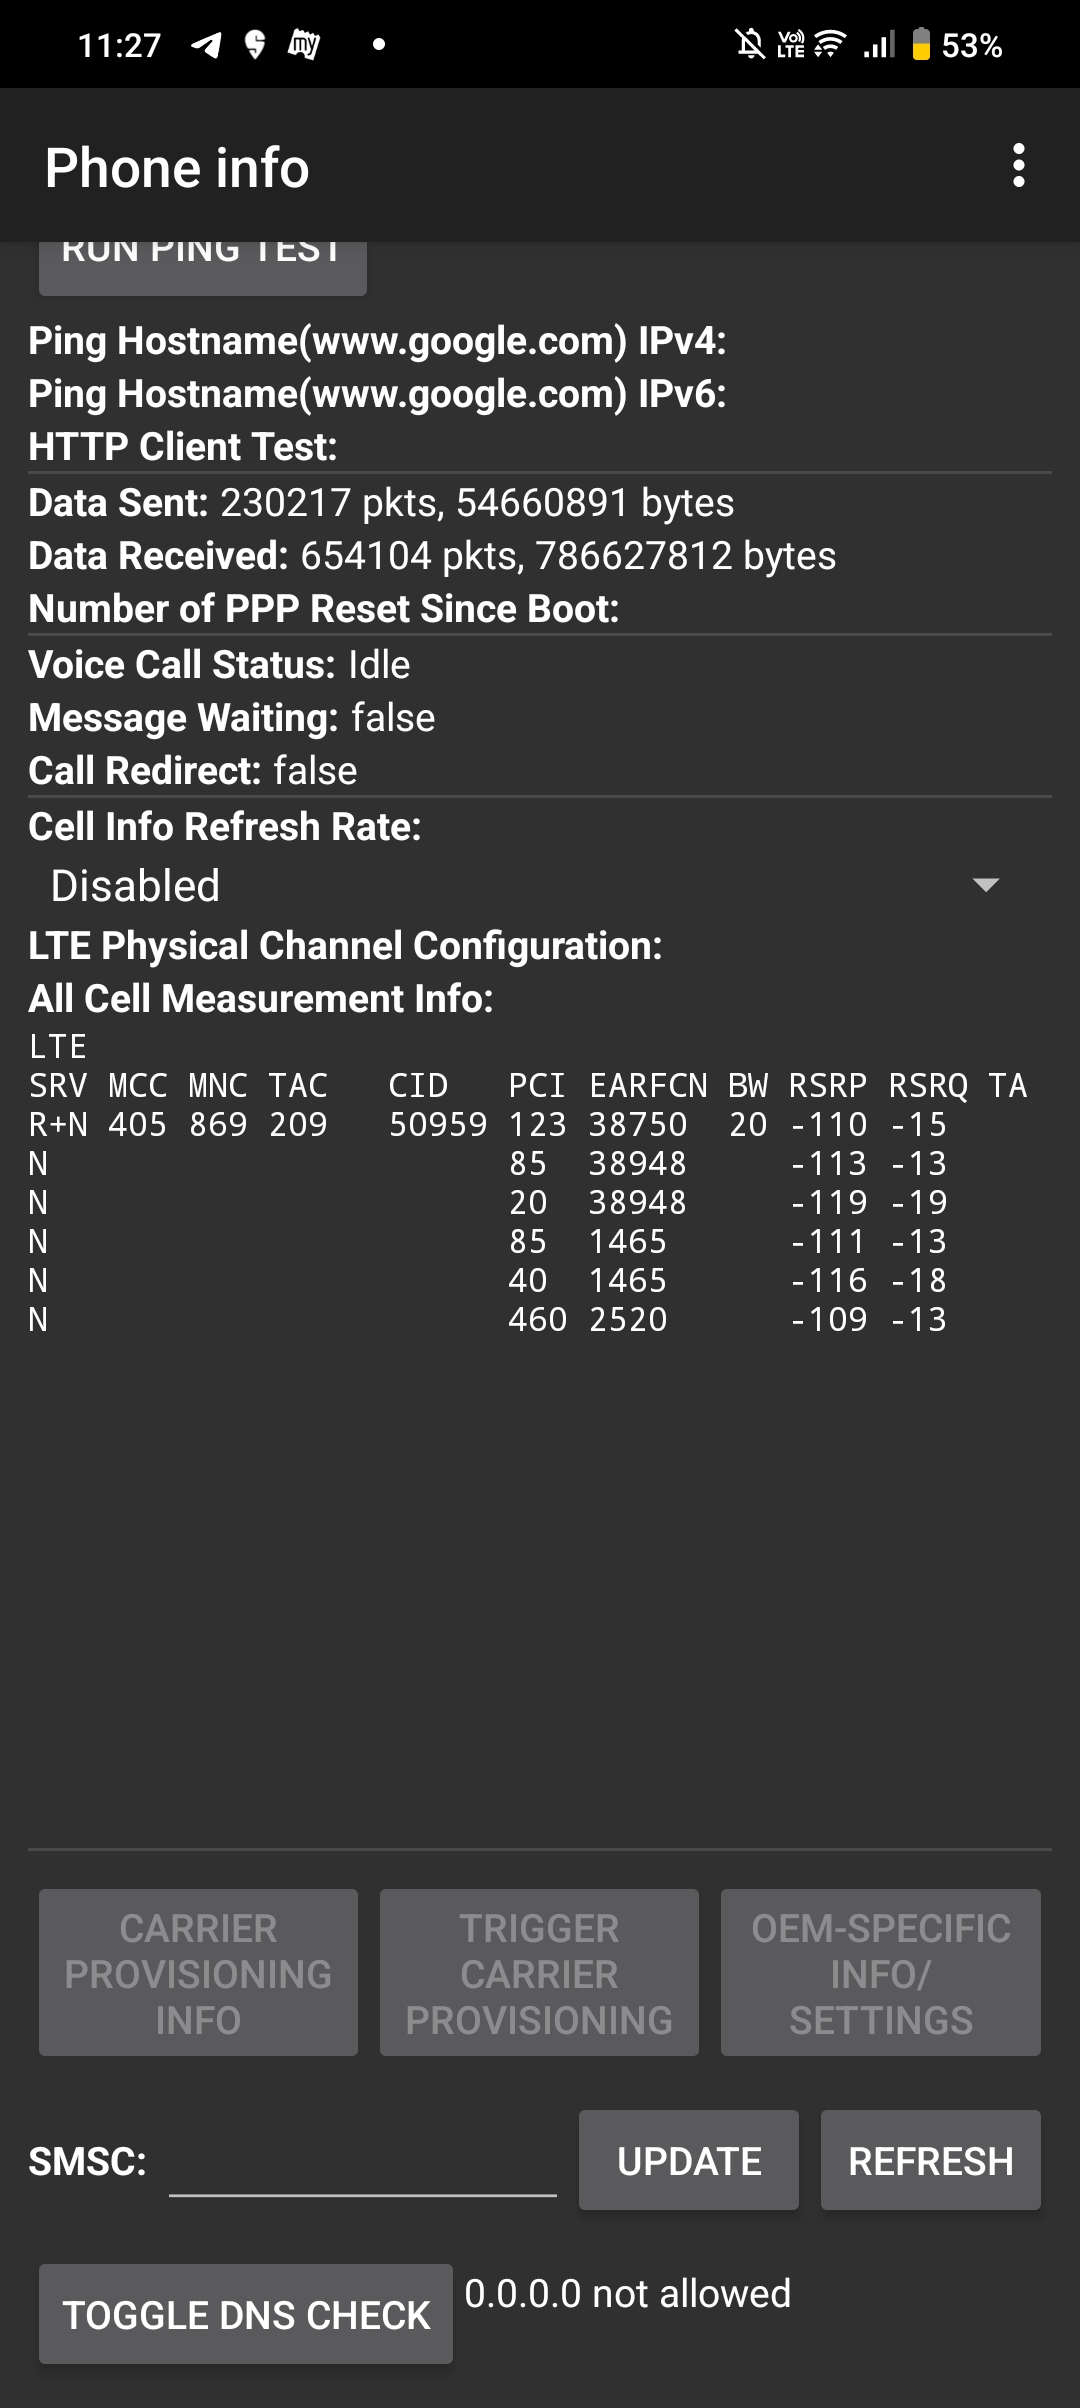 11:27 my VoLTE 53%
Phone info
RUN PING TEST
Ping Hostname(www.google.com) IPv4:
Ping Hostname(www.google.com) IPv6:
HTTP Client Test:
Data Sent: 230217 pkts, 54660891 bytes
Data Received: 654104 pkts, 786627812 bytes
Number of PPP Reset Since Boot:
Voice Call Status: Idle
Message Waiting: false
Call Redirect: false
Cell Info Refresh Rate:
Disabled
LTE Physical Channel Configuration:
All Cell Measurement Info:
LTE
SRV MCC MNC TAC CID PCI EARFCN BW RSRP RSRQ TA
R+N 405 869 209 50959 123 38750 20 -110 -15
N 85 38948 -113 -13
N 20 38948 -119 -19
N 85 1465 -111 -13
N 40 1465 -116 -18
N 460 2520 -109 -13
CARRIER
PROVISIONING
INFO
TRIGGER
CARRIER
PROVISIONING
OEM-SPECIFIC
INFO/
SETTINGS
SMSC: UPDATE REFRESH
TOGGLE DNS CHECK 0.0.0.0 not allowed